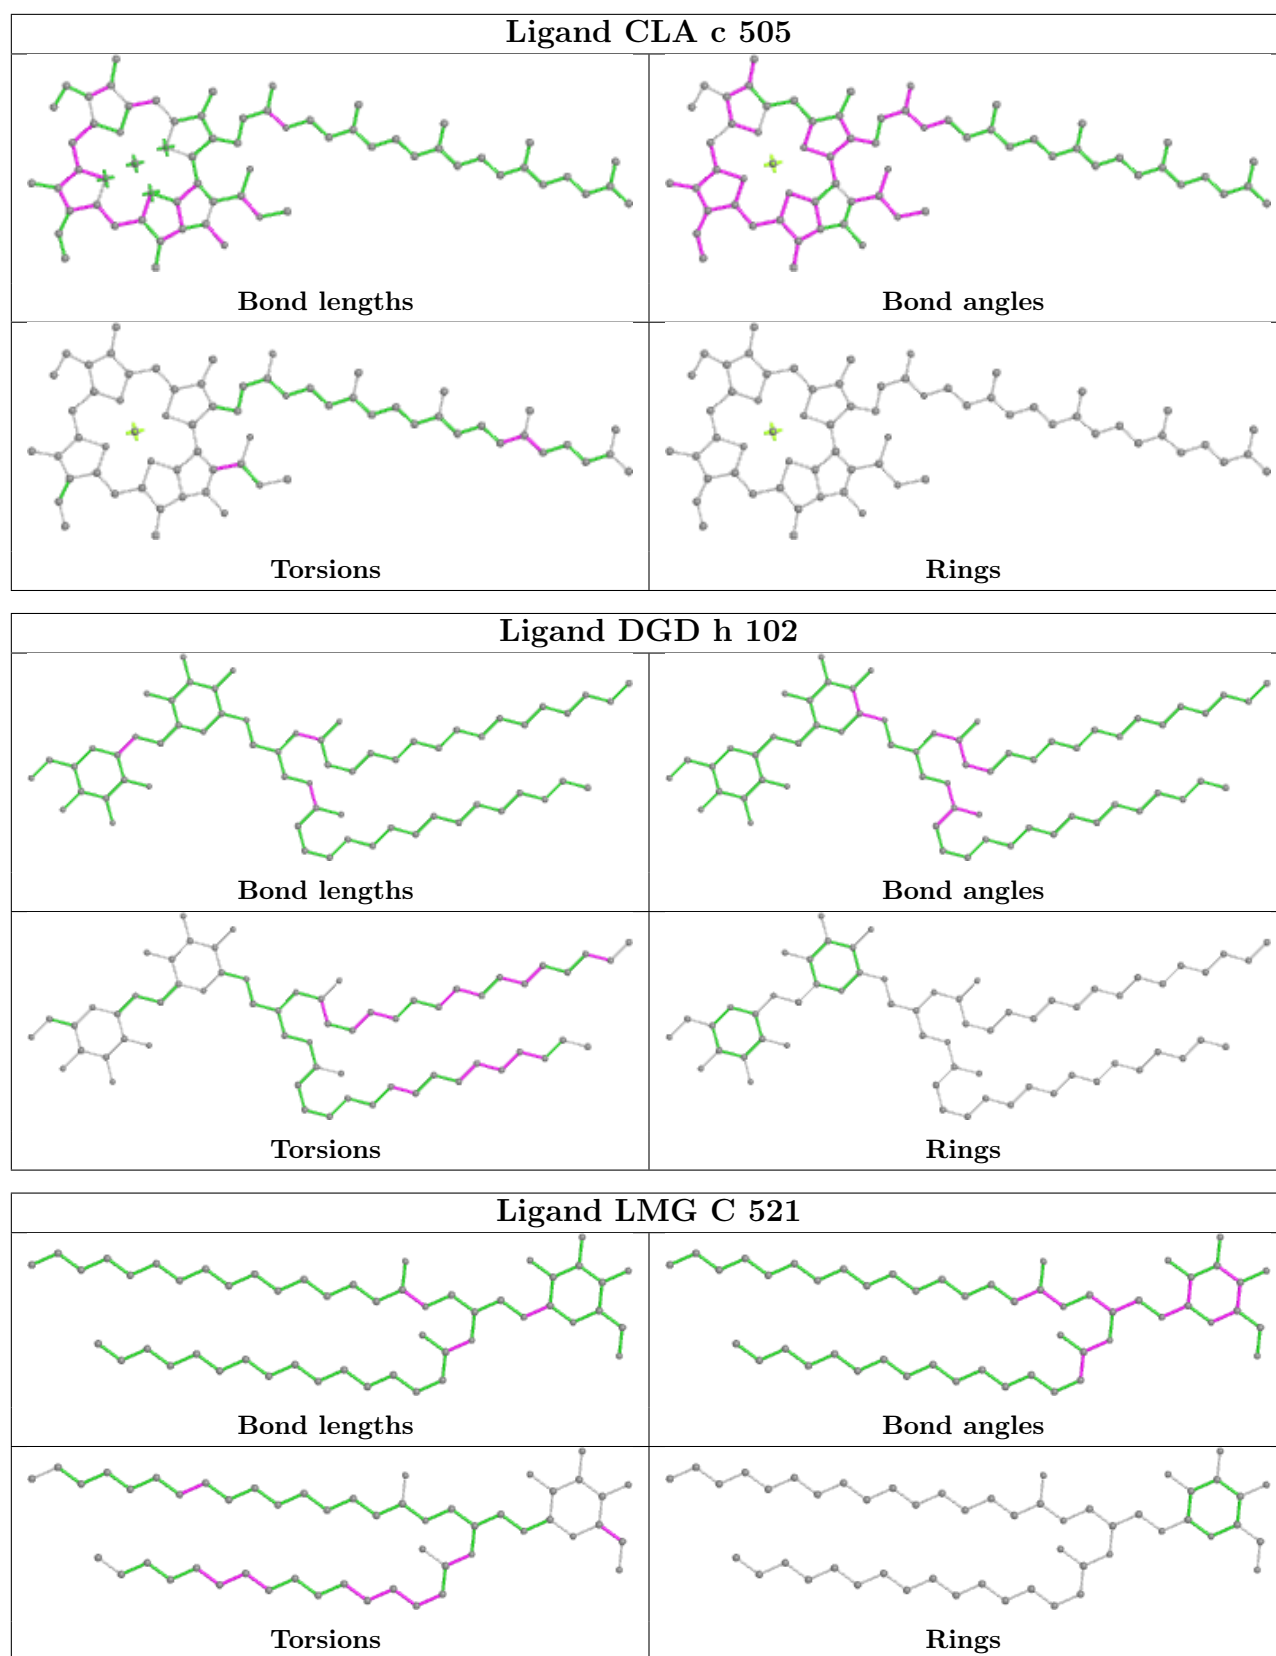 Ligand CLA c 505
Bond lengths
Bond angles
Torsions
Rings
Ligand DGD h 102
Bond lengths
Bond angles
Torsions
Rings
Ligand LMG C 521
Bond lengths
Bond angles
Torsions
Rings